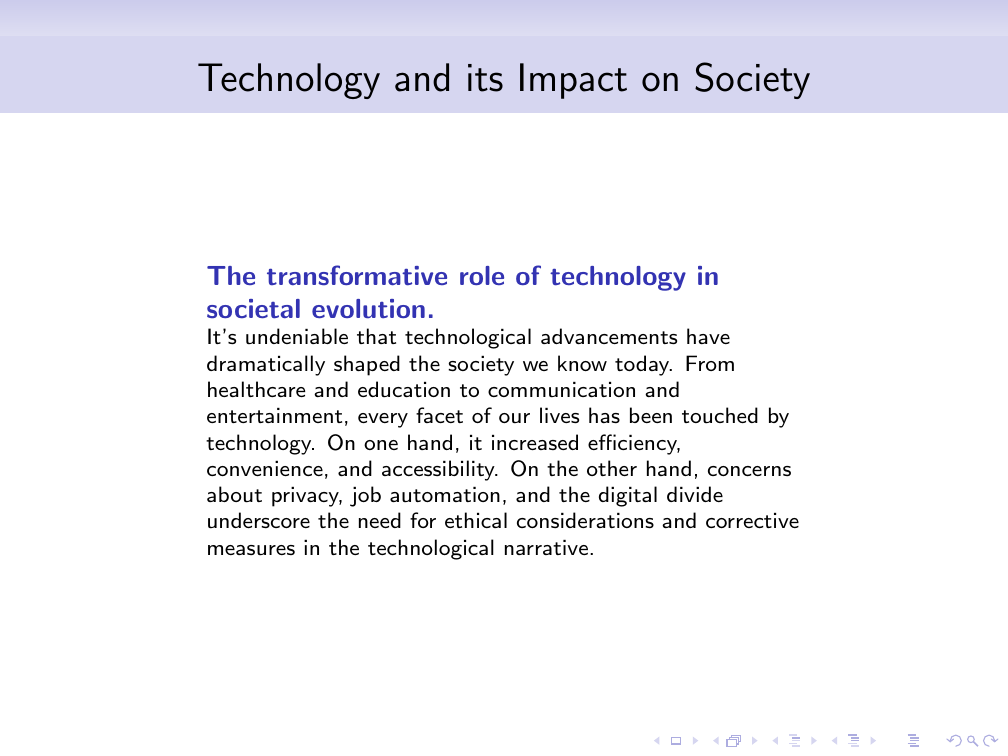 Technology and its Impact on Society
The transformative role of technology in
societal evolution.
It's undeniable that technological advancements have
dramatically shaped the society we know today. From
healthcare and education to communication and
entertainment, every facet of our lives has been touched by
technology. On one hand, it increased efficiency,
convenience, and accessibility. On the other hand, concerns
about privacy, job automation, and the digital divide
underscore the need for ethical considerations and corrective
measures in the technological narrative.